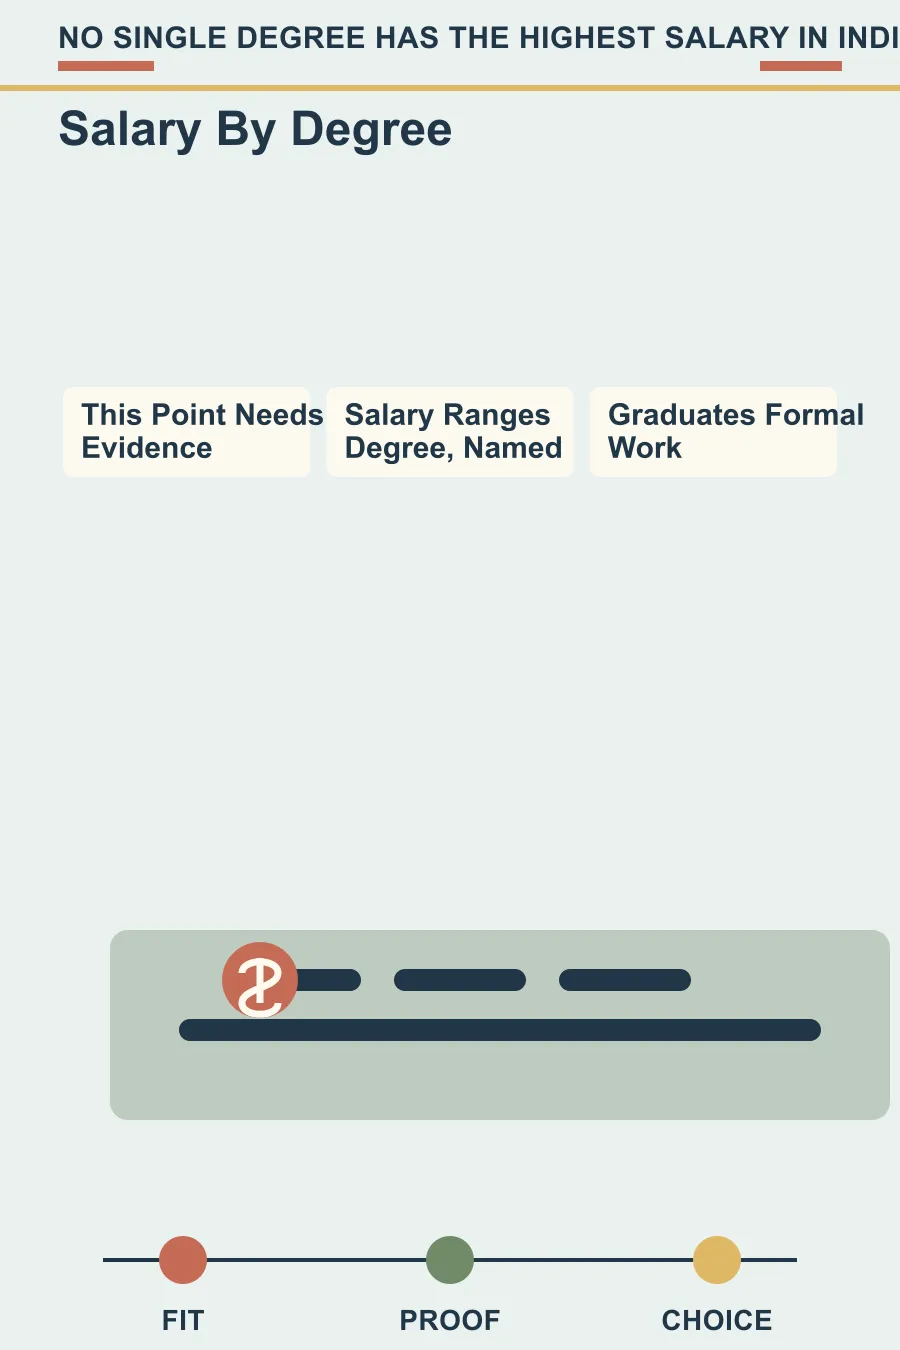 NO SINGLE DEGREE HAS THE HIGHEST SALARY IN INDI
Salary By Degree
This Point Needs
Evidence
Salary Ranges
Degree, Named
Graduates Formal
Work
FIT
PROOF
CHOICE